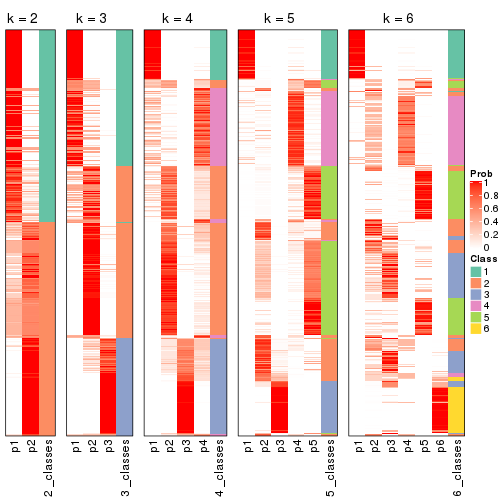 k = 2
k = 3
k = 4
k = 5
k = 6
Prob
1
0.8
0.6
0.4
0.2
0
Class
1
2
3
4
5
6
p1
p2
2_classes
p1
p2
p3
3_classes
p1
p2
p3
p4
4_classes
p1
p2
p3
p4
p5
5_classes
p1
p2
p3
p4
p5
p6
6_classes